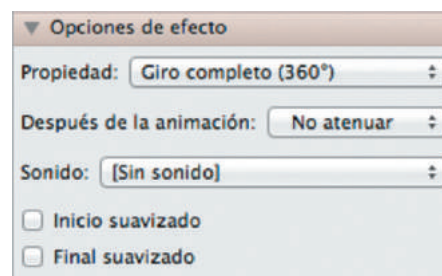 Opciones de efecto
Propiedad: Giro completo (360°)
Después de la animación: No atenuar
Sonido: [Sin sonido]
Inicio suavizado
Final suavizado